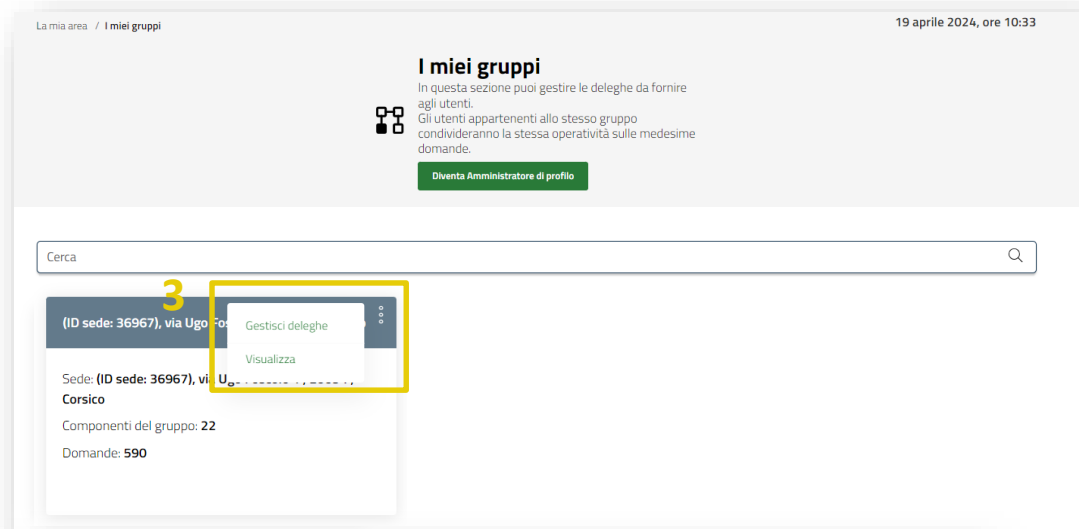 La mia area / I miei gruppi
19 aprile 2024, ore 10:33
I miei gruppi
In questa sezione puoi gestire le deleghe da fornire
agli utenti.
Gli utenti appartenenti allo stesso gruppo
condivideranno la stessa operatività sulle medesime
domande.
Diventa Amministratore di profilo
Cerca
3
(ID sede: 36967), via Ugo
Gestisci deleghe
Visualizza
Sede: (ID sede: 36967), via
Corsico
Componenti del gruppo: 22
Domande: 590